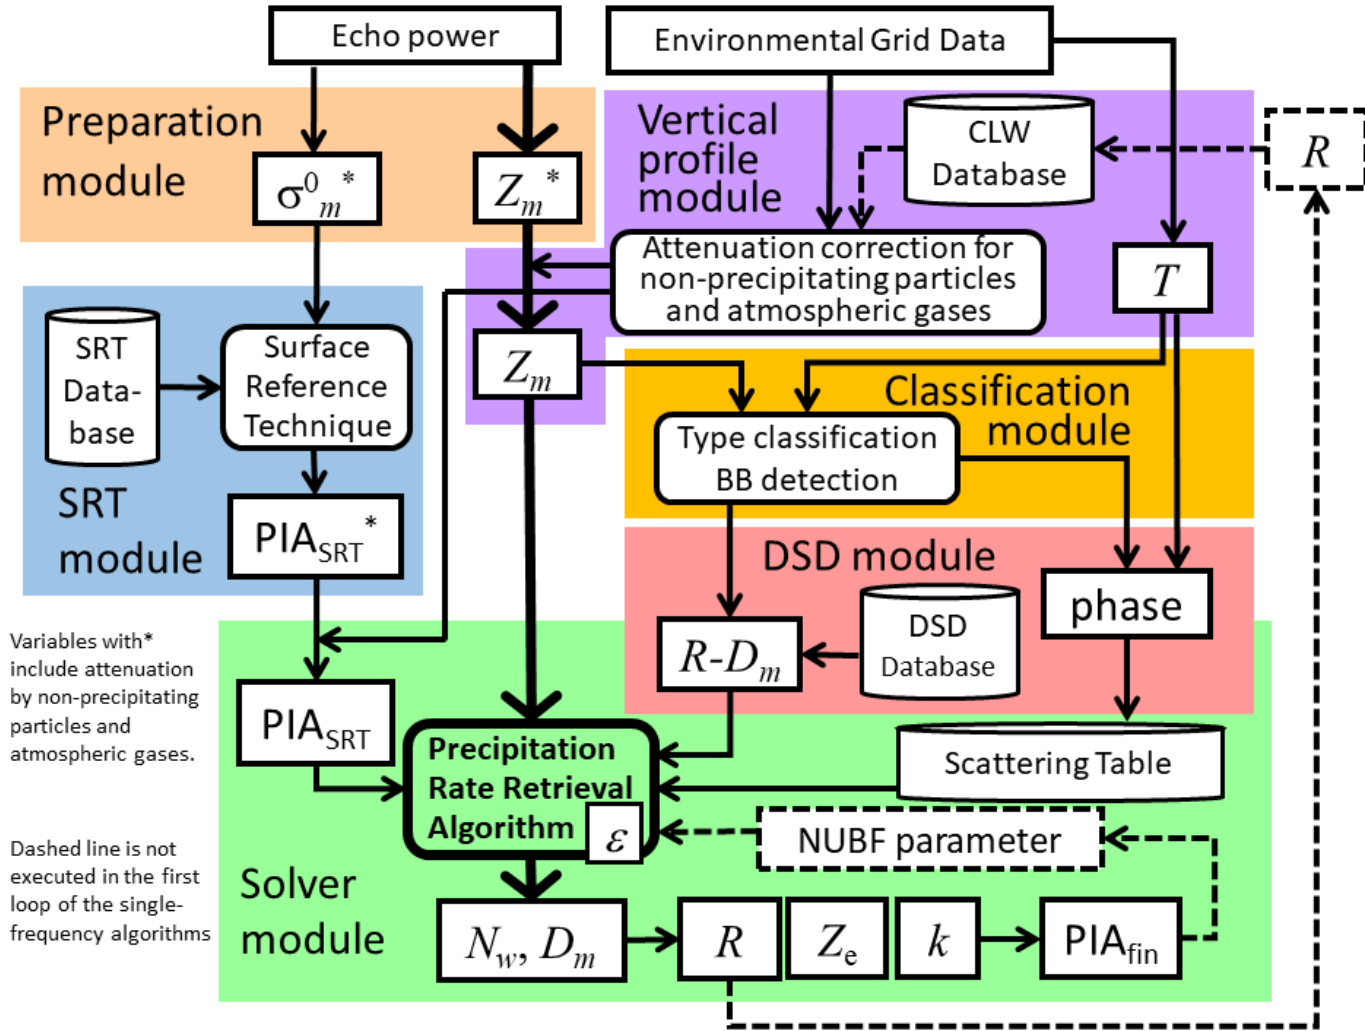 Echo power
Environmental Grid Data
Preparation
module
σ⁰ₘ*
Zₘ*
Vertical
profile
module
CLW
Database
R
Attenuation correction for
non-precipitating particles
and atmospheric gases
T
SRT
Data-
base
Surface
Reference
Technique
Zₘ
Classification
module
Type classification
BB detection
SRT
module
PIA_SRT*
DSD module
phase
R-Dₘ
DSD
Database
Variables with*
include attenuation
by non-precipitating
particles and
atmospheric gases.
PIA_SRT
Precipitation
Rate Retrieval
Algorithm
ε
Scattering Table
NUBF parameter
Dashed line is not
executed in the first
loop of the single-
frequency algorithms
Solver
module
N_w, Dₘ
R
Zₑ
k
PIA_fin